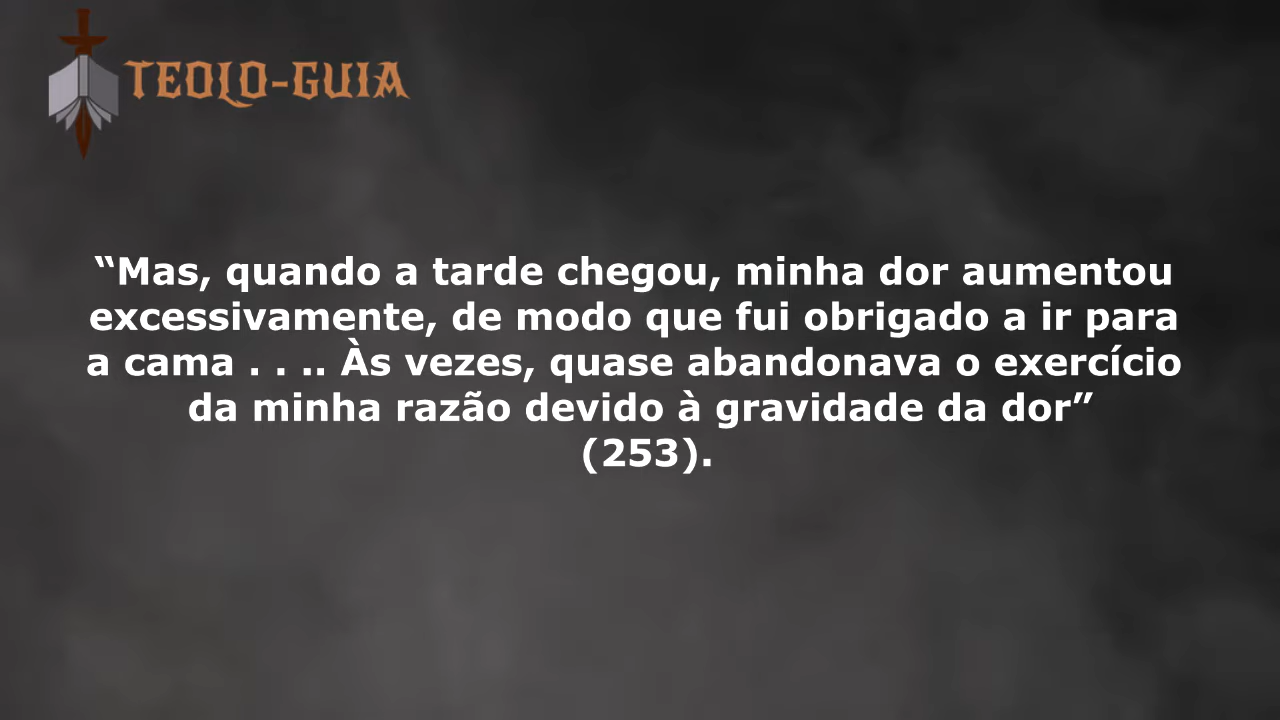 TEOLO-GUIA
“Mas, quando a tarde chegou, minha dor aumentou
excessivamente, de modo que fui obrigado a ir para
a cama . . .. Às vezes, quase abandonava o exercício
da minha razão devido à gravidade da dor”
(253).